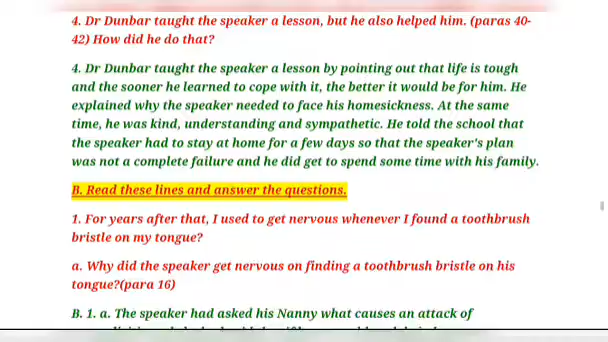 4. Dr Dunbar taught the speaker a lesson, but he also helped him. (paras 40-
42) How did he do that?
4. Dr Dunbar taught the speaker a lesson by pointing out that life is tough
and the sooner he learned to cope with it, the better it would be for him. He
explained why the speaker needed to face his homesickness. At the same
time, he was kind, understanding and sympathetic. He told the school that
the speaker had to stay at home for a few days so that the speaker's plan
was not a complete failure and he did get to spend some time with his family.
B. Read these lines and answer the questions.
1. For years after that, I used to get nervous whenever I found a toothbrush
bristle on my tongue?
a. Why did the speaker get nervous on finding a toothbrush bristle on his
tongue?(para 16)
B. 1. a. The speaker had asked his Nanny what causes an attack of